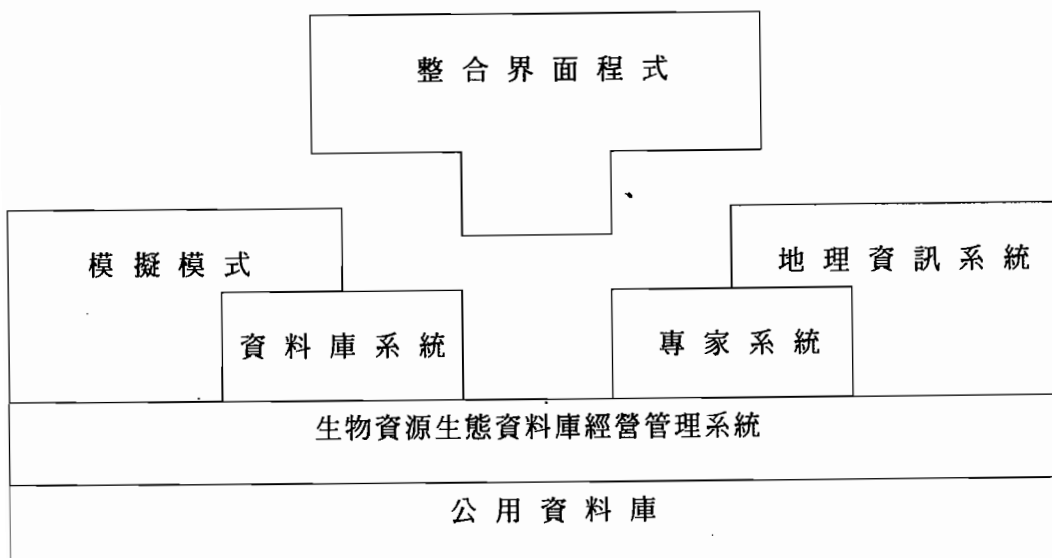 整合界面程式
模擬模式
地理資訊系統
資料庫系統
專家系統
生物資源生態資料庫經營管理系統
公用資料庫